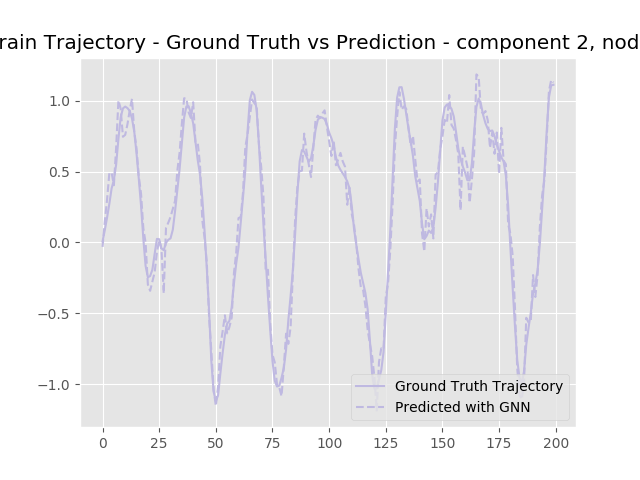 rain Trajectory - Ground Truth vs Prediction - component 2, nod
1.0
0.5
0.0
−0.5
−1.0
Ground Truth Trajectory
Predicted with GNN
0 25 50 75 100 125 150 175 200